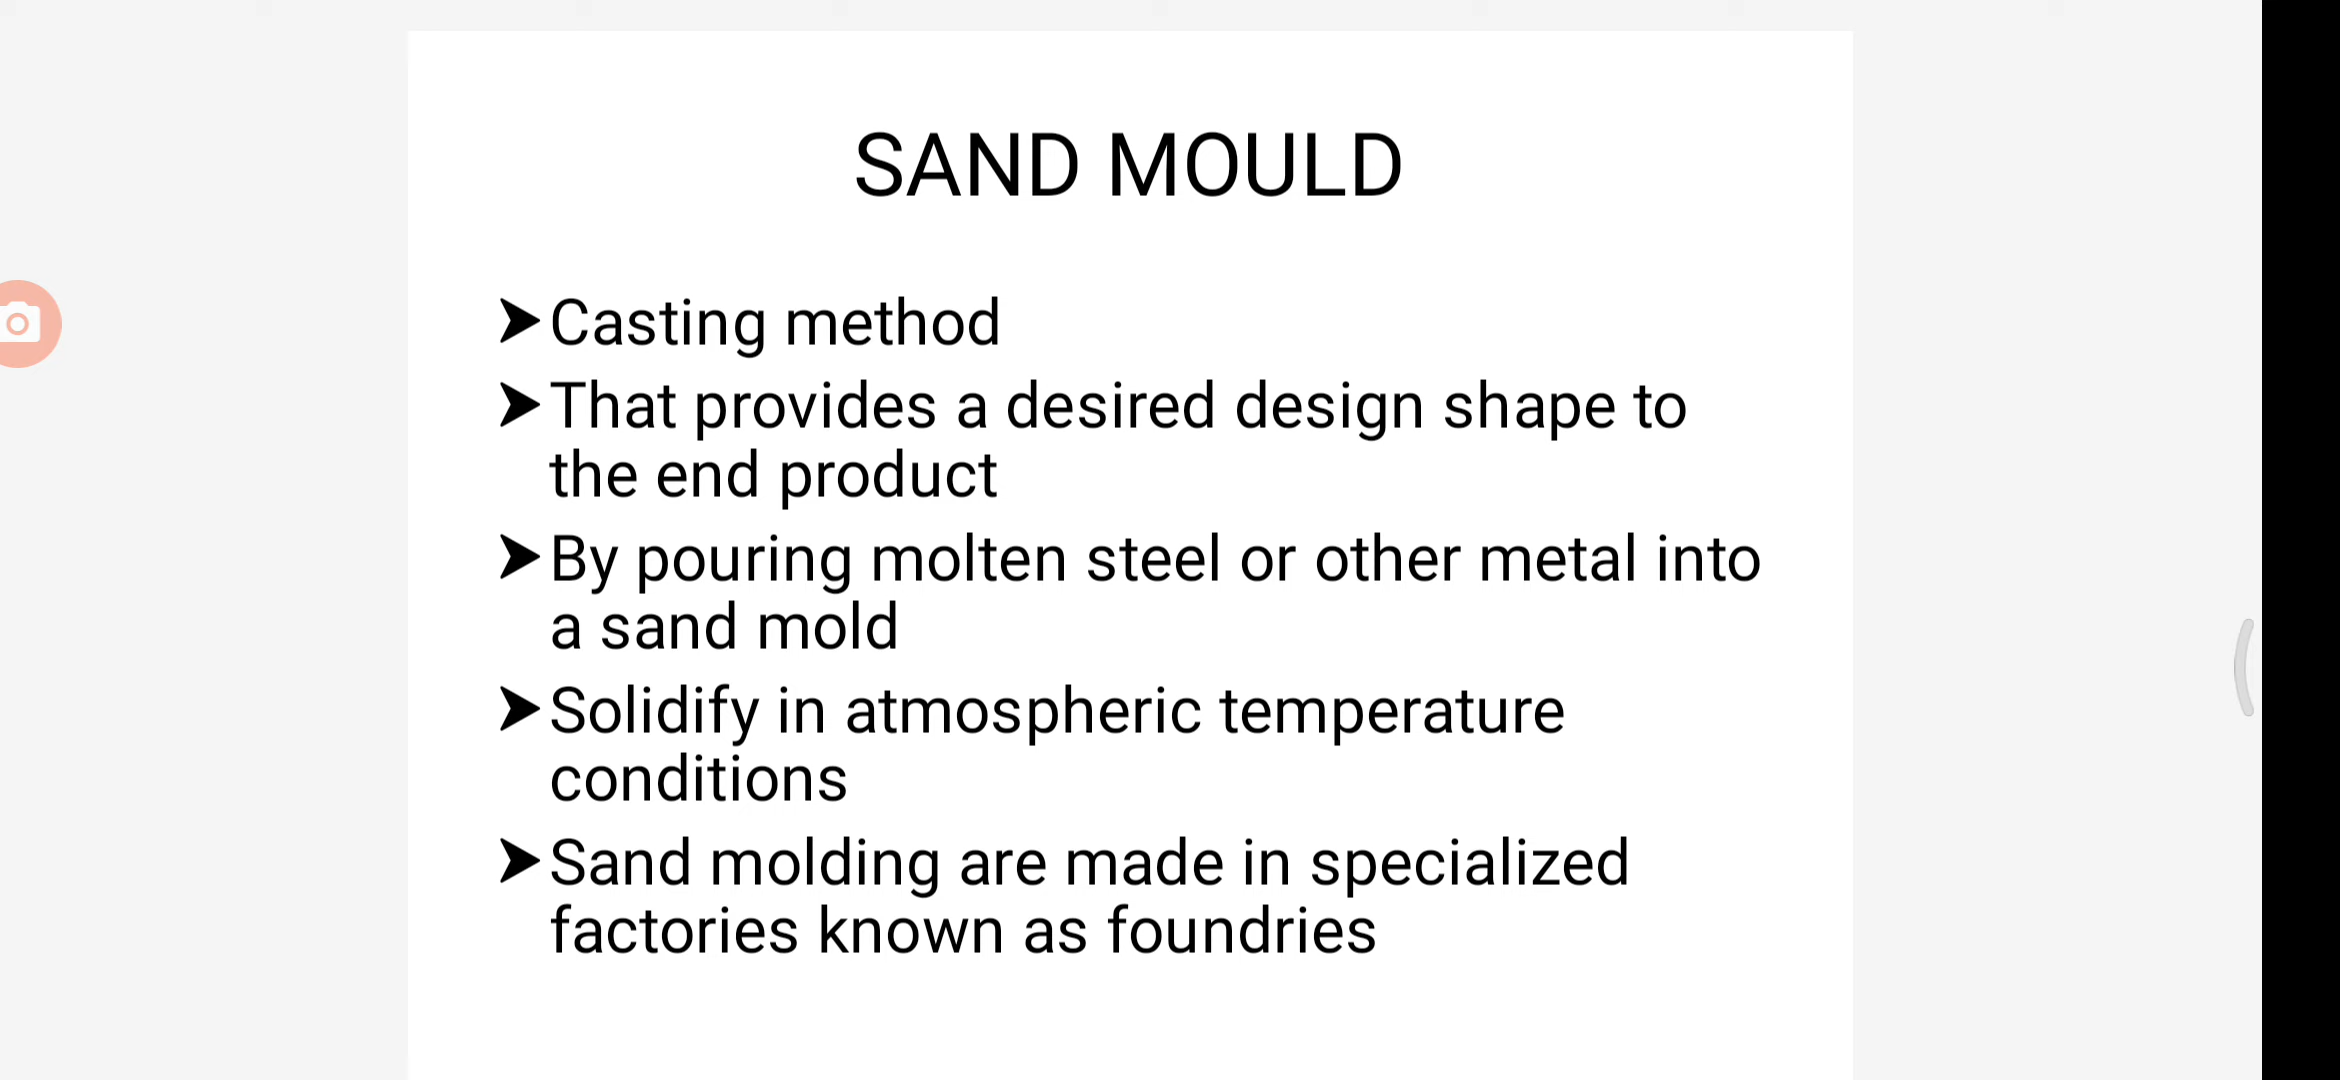 SAND MOULD
➤Casting method
➤That provides a desired design shape to
the end product
➤By pouring molten steel or other metal into
a sand mold
➤Solidify in atmospheric temperature
conditions
➤Sand molding are made in specialized
factories known as foundries